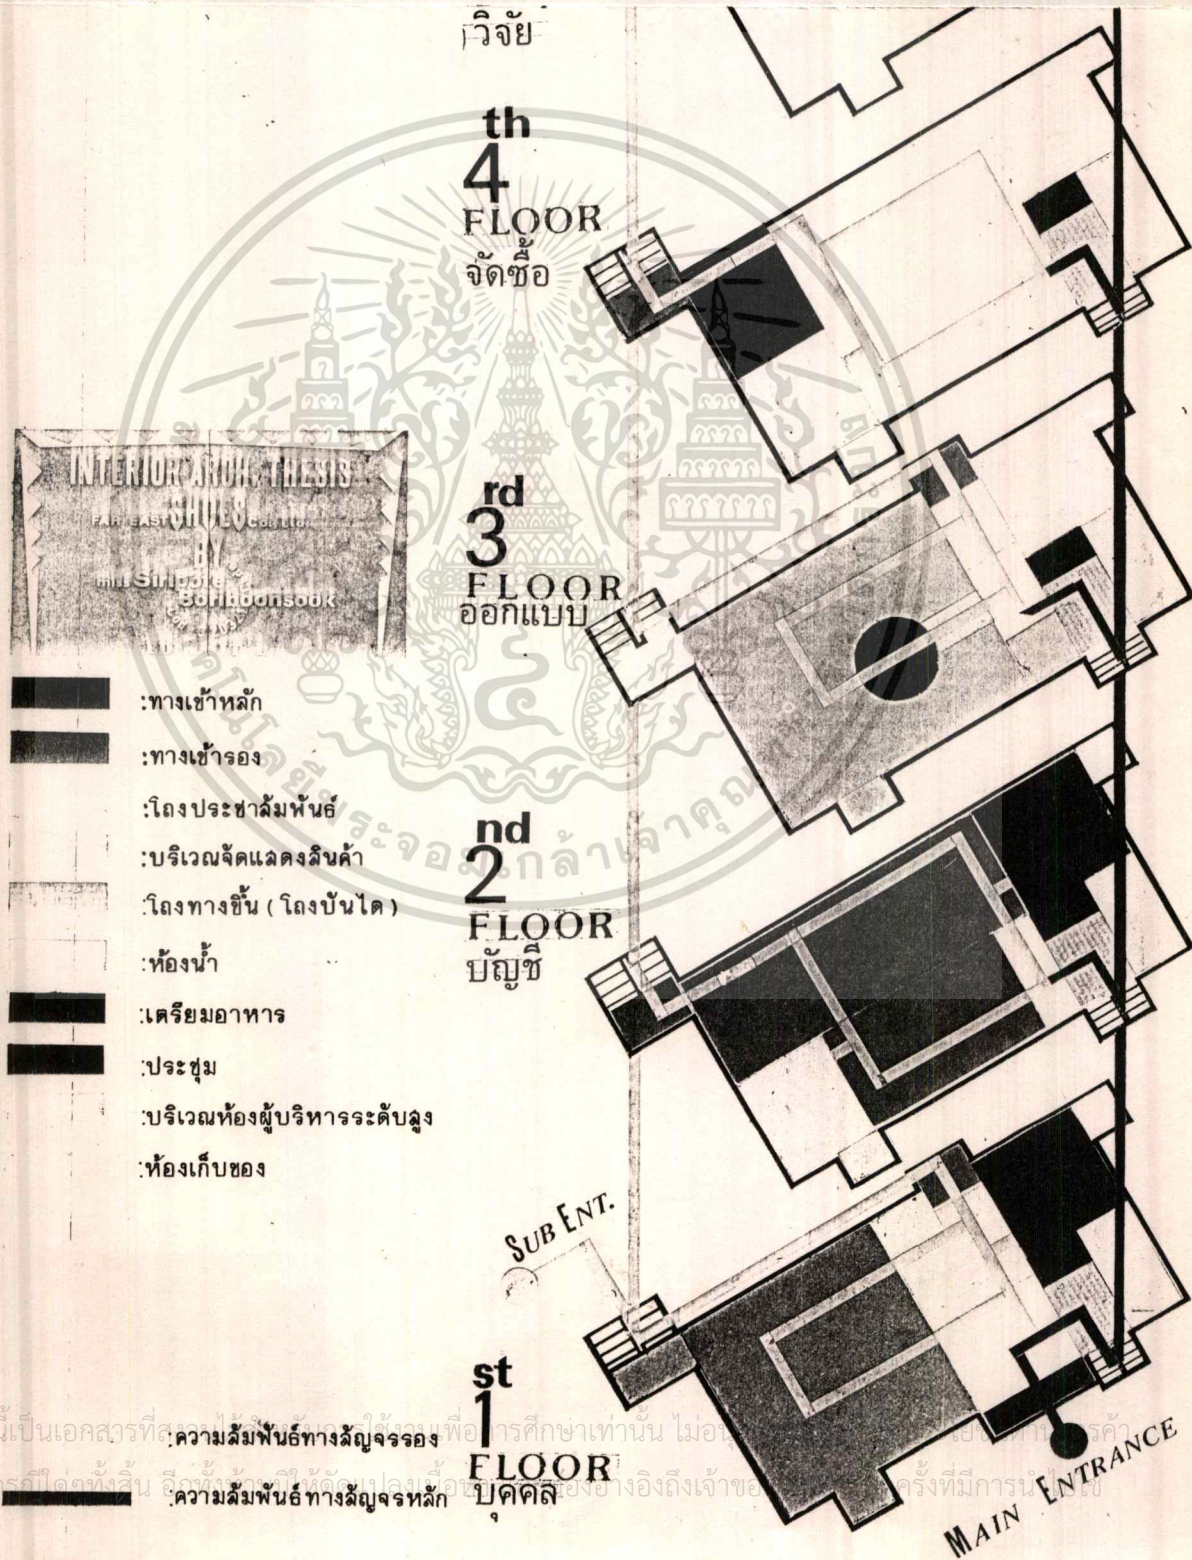 วิจัย
th
4
FLOOR
จัดซื้อ
INTERIOR ARCH. THESIS
FAR EAST SHOES Co.,Ltd.
BY
miss Siriporn
Boriboonsook
rd
3
FLOOR
ออกแบบ
:ทางเข้าหลัก
:ทางเข้ารอง
:โถงประชาสัมพันธ์
:บริเวณจัดแสดงสินค้า
:โถงทางขึ้น ( โถงบันได )
:ห้องน้ำ
:เตรียมอาหาร
:ประชุม
:บริเวณห้องผู้บริหารระดับสูง
:ห้องเก็บของ
nd
2
FLOOR
บัญชี
SUB ENT.
st
1
FLOOR
บุคคล
:ความสัมพันธ์ทางสัญจรรอง
:ความสัมพันธ์ทางสัญจรหลัก
MAIN ENTRANCE